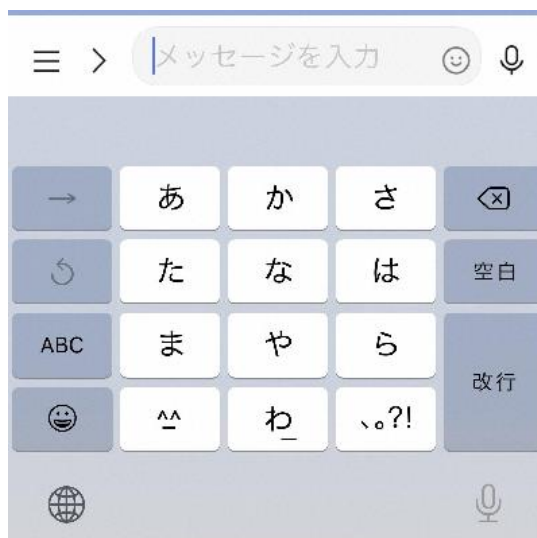 メッセージを入力
→ あ か さ
た な は 空白
ABC ま や ら
改行
^_^ わ_ 、。?!